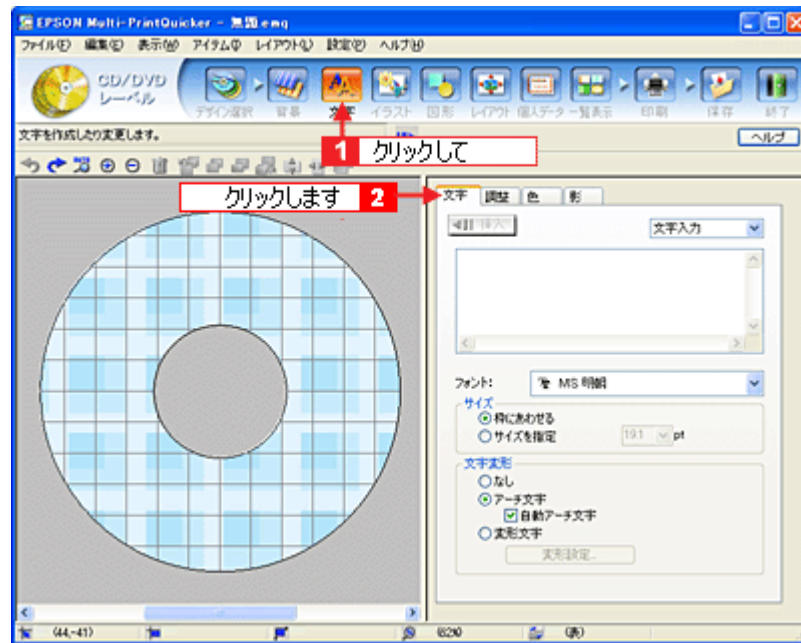 EPSON Multi-PrintQuicker - 無題.emq
ファイル(F) 編集(E) 表示(W) アイテム(I) レイアウト(L) 設定(P) ヘルプ(H)
CD/DVD
レーベル
デザイン選択 背景 文字 イラスト 図形 レイアウト 個人データ 一覧表示 印刷 保存 終了
文字を作成したり変更します。
ヘルプ
1 クリックして
クリックします 2
文字 調整 色 影
挿入
文字入力
フォント: MS 明朝
サイズ
枠にあわせる
サイズを指定 19.1 pt
文字変形
なし
アーチ文字
自動アーチ文字
変形文字
変形設定...
(44,-41) (62%) (表)